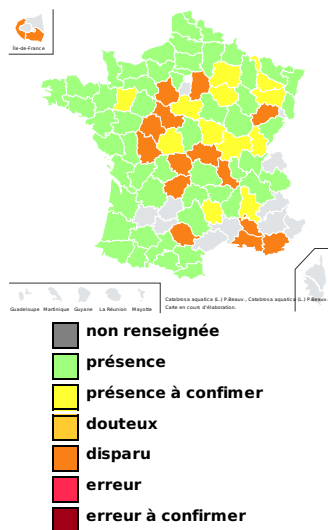 Île-de-France
Guadeloupe Martinique Guyane La Réunion Mayotte
Catabrosa aquatica (L.) P.Beauv., Catabrosa aquatica (L.) P.Beauv.
Carte en cours d'élaboration.
non renseignée
présence
présence à confimer
douteux
disparu
erreur
erreur à confirmer